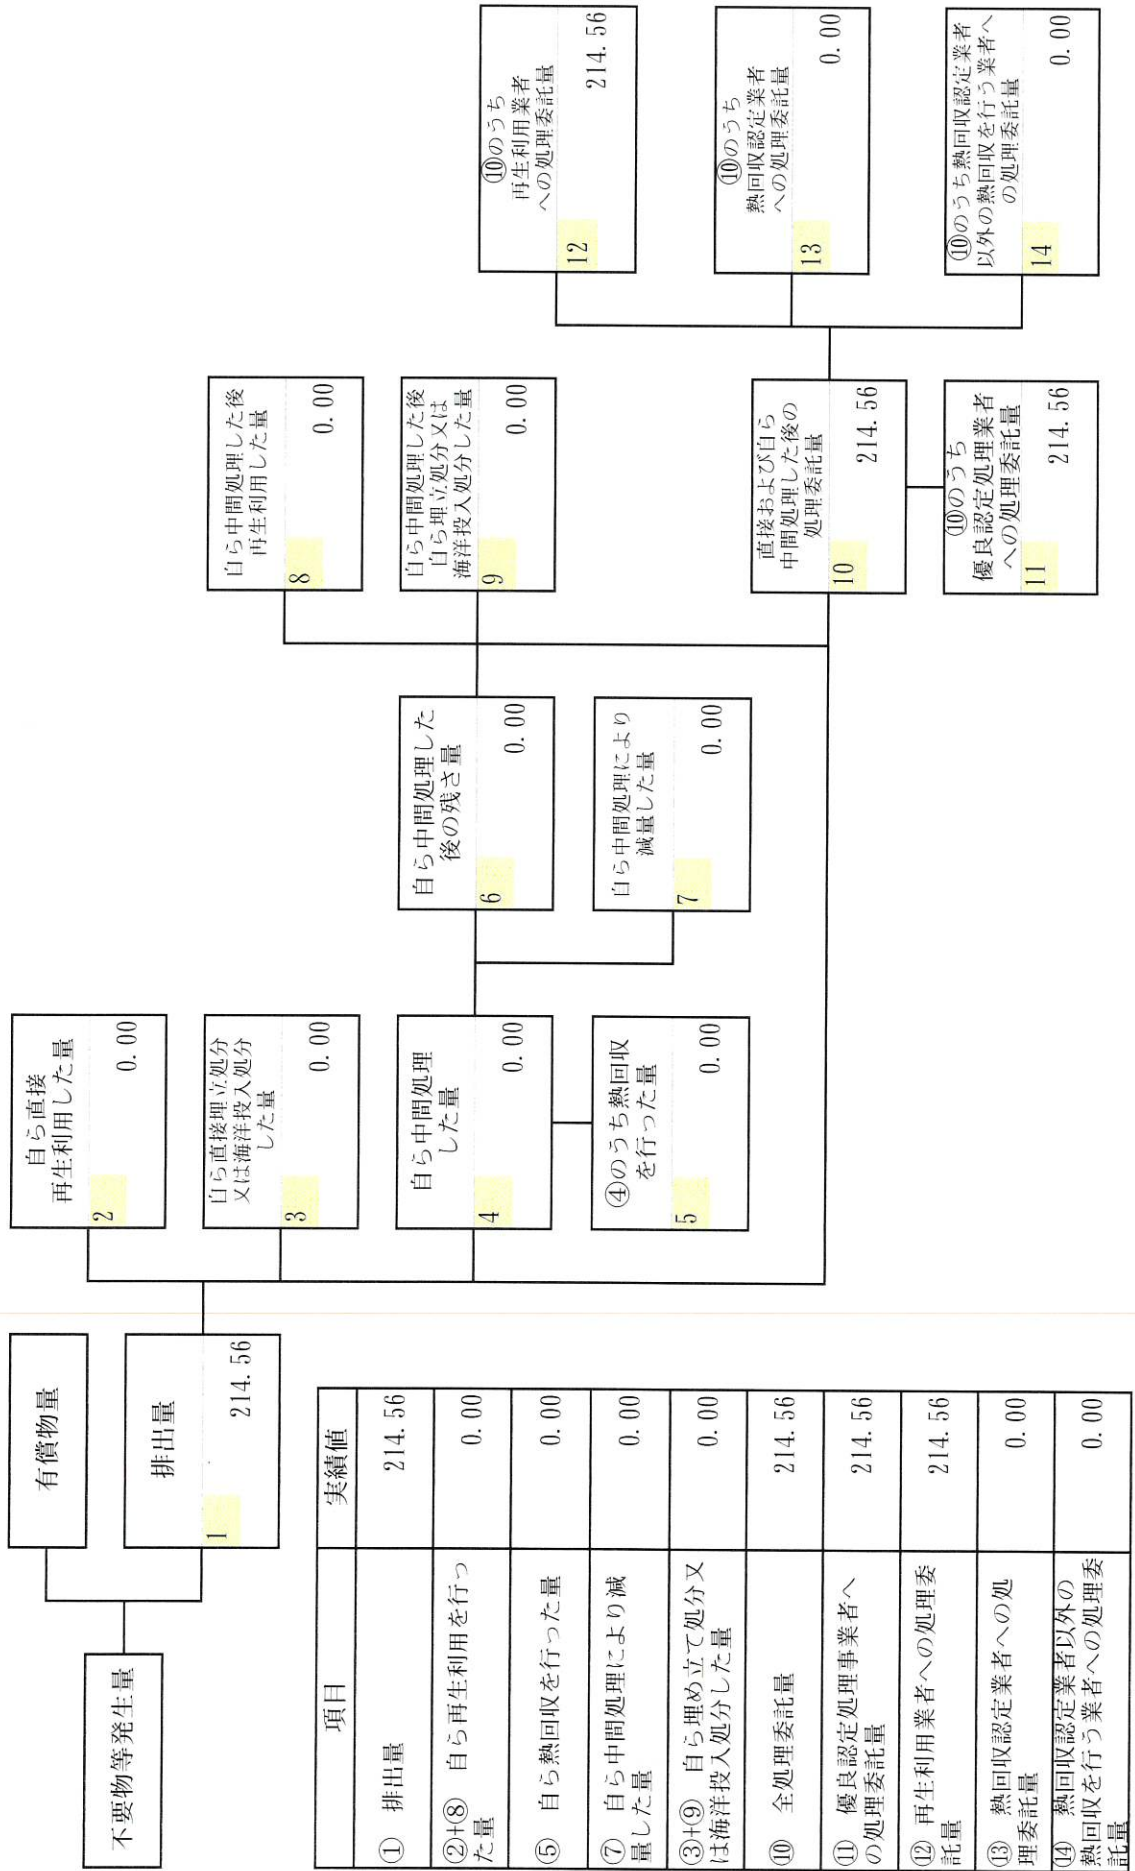 不要物等発生量
有償物量
排出量
1
214.56
自ら直接
再生利用した量
2
0.00
自ら直接埋立処分
又は海洋投入処分
した量
3
0.00
自ら中間処理
した量
4
0.00
④のうち熱回収
を行った量
5
0.00
自ら中間処理した
後の残さ量
6
0.00
自ら中間処理により
減量した量
7
0.00
自ら中間処理した後
再生利用した量
8
0.00
自ら中間処理した後
自ら埋立処分又は
海洋投入処分した量
9
0.00
直接および自ら
中間処理した後の
処理委託量
10
214.56
⑩のうち
優良認定処理業者
への処理委託量
11
214.56
⑩のうち
再生利用業者
への処理委託量
12
214.56
⑩のうち
熱回収認定業者
への処理委託量
13
0.00
⑩のうち熱回収認定業者
以外の熱回収を行う業者へ
の処理委託量
14
0.00
項目 実績値
① 排出量 214.56
②+⑧ 自ら再生利用を行っ
た量 0.00
⑤ 自ら熱回収を行った量 0.00
⑦ 自ら中間処理により減
量した量 0.00
③+⑨ 自ら埋め立て処分又
は海洋投入処分した量 0.00
⑩ 全処理委託量 214.56
⑪ 優良認定処理事業者へ
の処理委託量 214.56
⑫ 再生利用業者への処理委
託量 214.56
⑬ 熱回収認定業者への処
理委託量 0.00
⑭ 熱回収認定業者以外の
熱回収を行う業者への処理委
託量 0.00